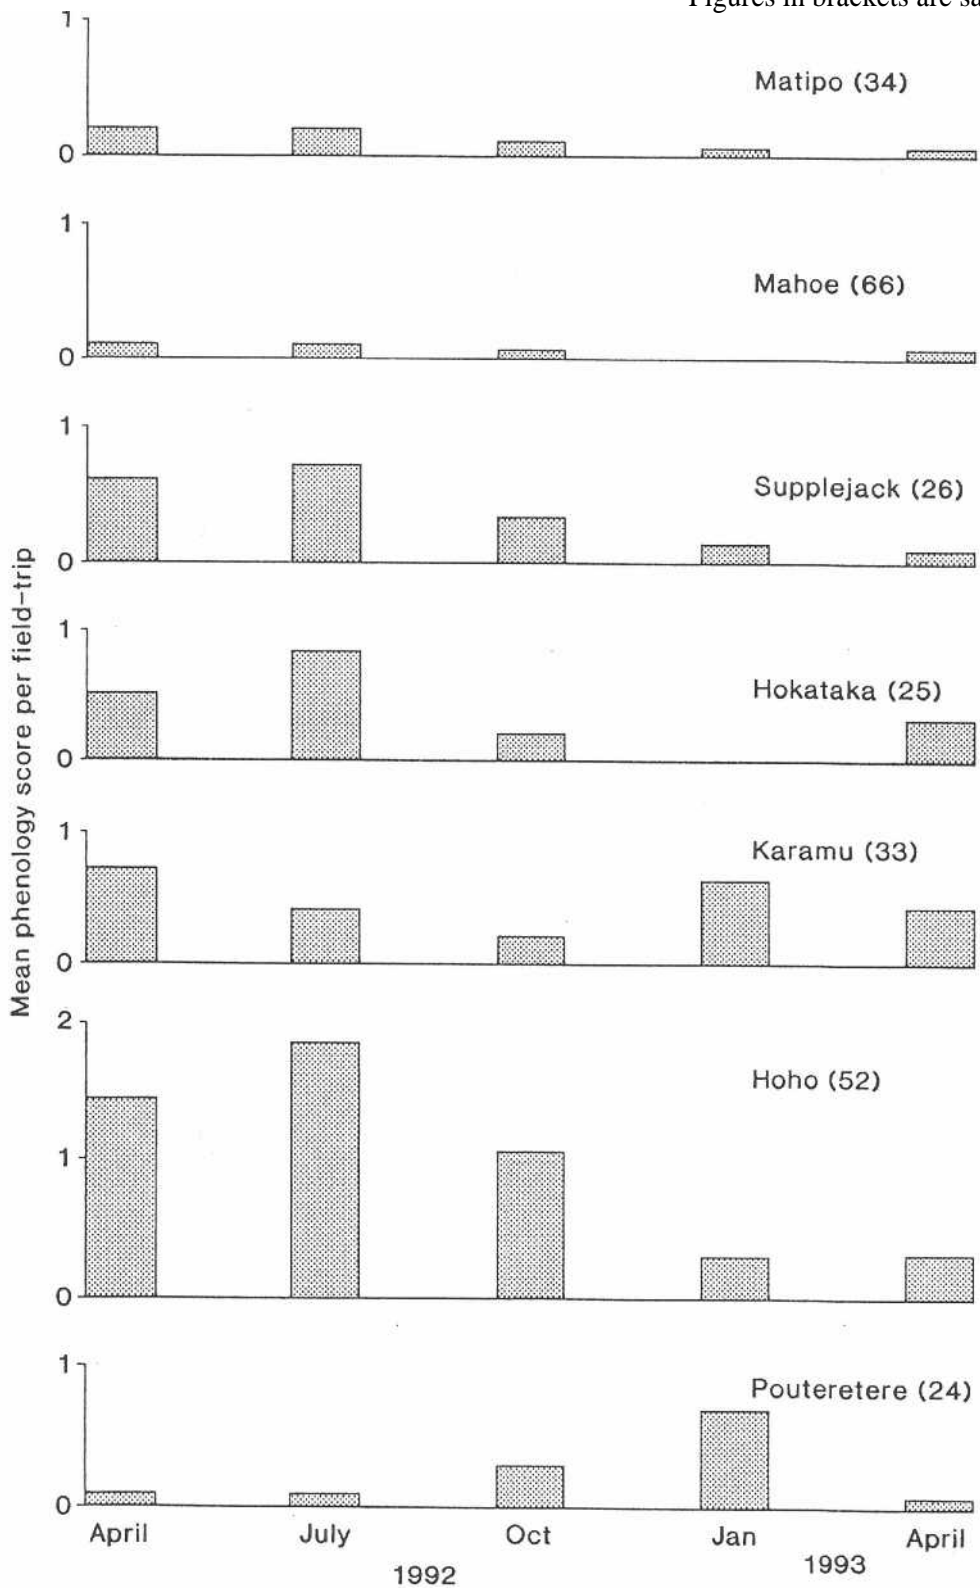 Figures in brackets are sa
1
Matipo (34)
0
1
Mahoe (66)
0
1
Supplejack (26)
0
Mean phenology score per field-trip
1
Hokataka (25)
0
1
Karamu (33)
0
2
Hoho (52)
1
0
1
Pouteretere (24)
0
April July Oct Jan April
1992 1993